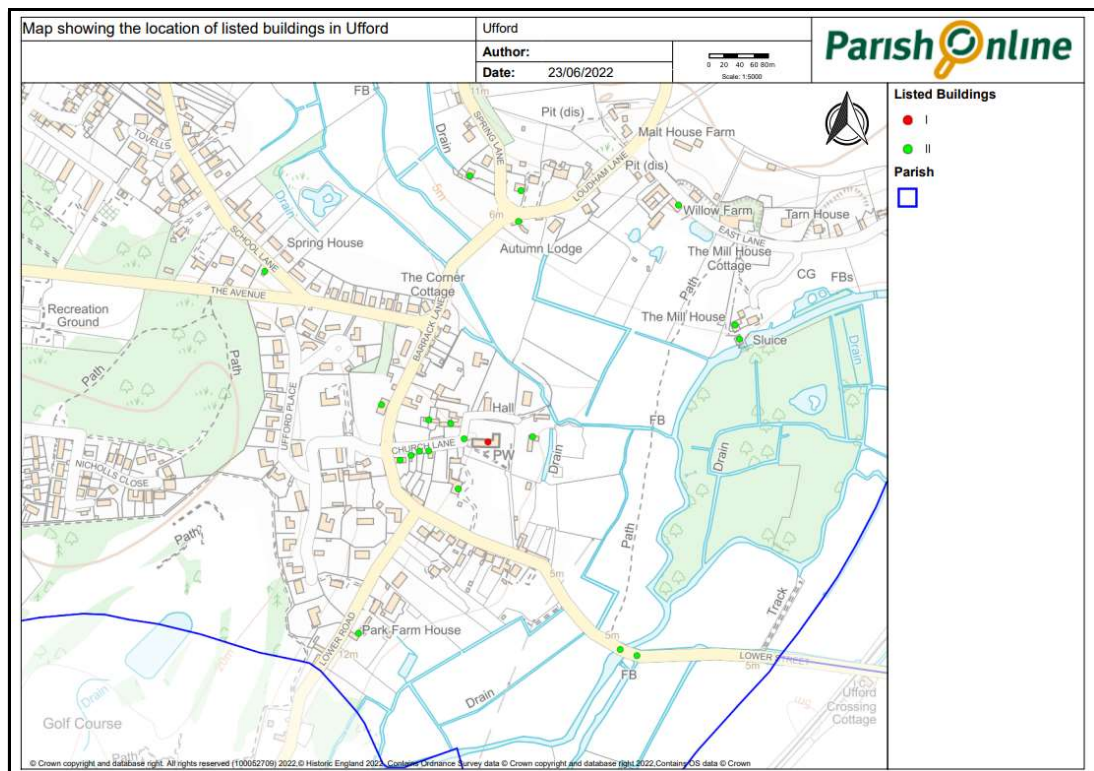 Map showing the location of listed buildings in Ufford
Ufford
Author:
Date: 23/06/2022
0 20 40 60 80m
Scale: 1:5000
Parish Online
Listed Buildings
I
II
Parish
FB
11m
Pit (dis)
Malt House Farm
TOVELLS
Drain
SPRING LANE
Pit (dis)
LOUDHAM LANE
5m
Drain
6m
Willow Farm
Tarn House
EAST LANE
SCHOOL LANE
Spring House
Autumn Lodge
The Mill House
Cottage
The Corner
Cottage
CG
FBs
THE AVENUE
Path
Recreation
Ground
The Mill House
Sluice
BARRACK LANE
Drain
Path
Path
UFFORD PLACE
Hall
FB
CHURCH LANE
PW
Drain
Drain
NICHOLLS CLOSE
Path
Path
5m
Track
LOWER ROAD
Park Farm House
12m
20m
5m
LOWER STREET
5m
FB
Drain
Drain
LC
Ufford
Crossing
Cottage
5m
Golf Course
Path
© Crown copyright and database right. All rights reserved (100052709) 2022,© Historic England 2022, Contains Ordnance Survey data © Crown copyright and database right 2022,Contains OS data © Crown